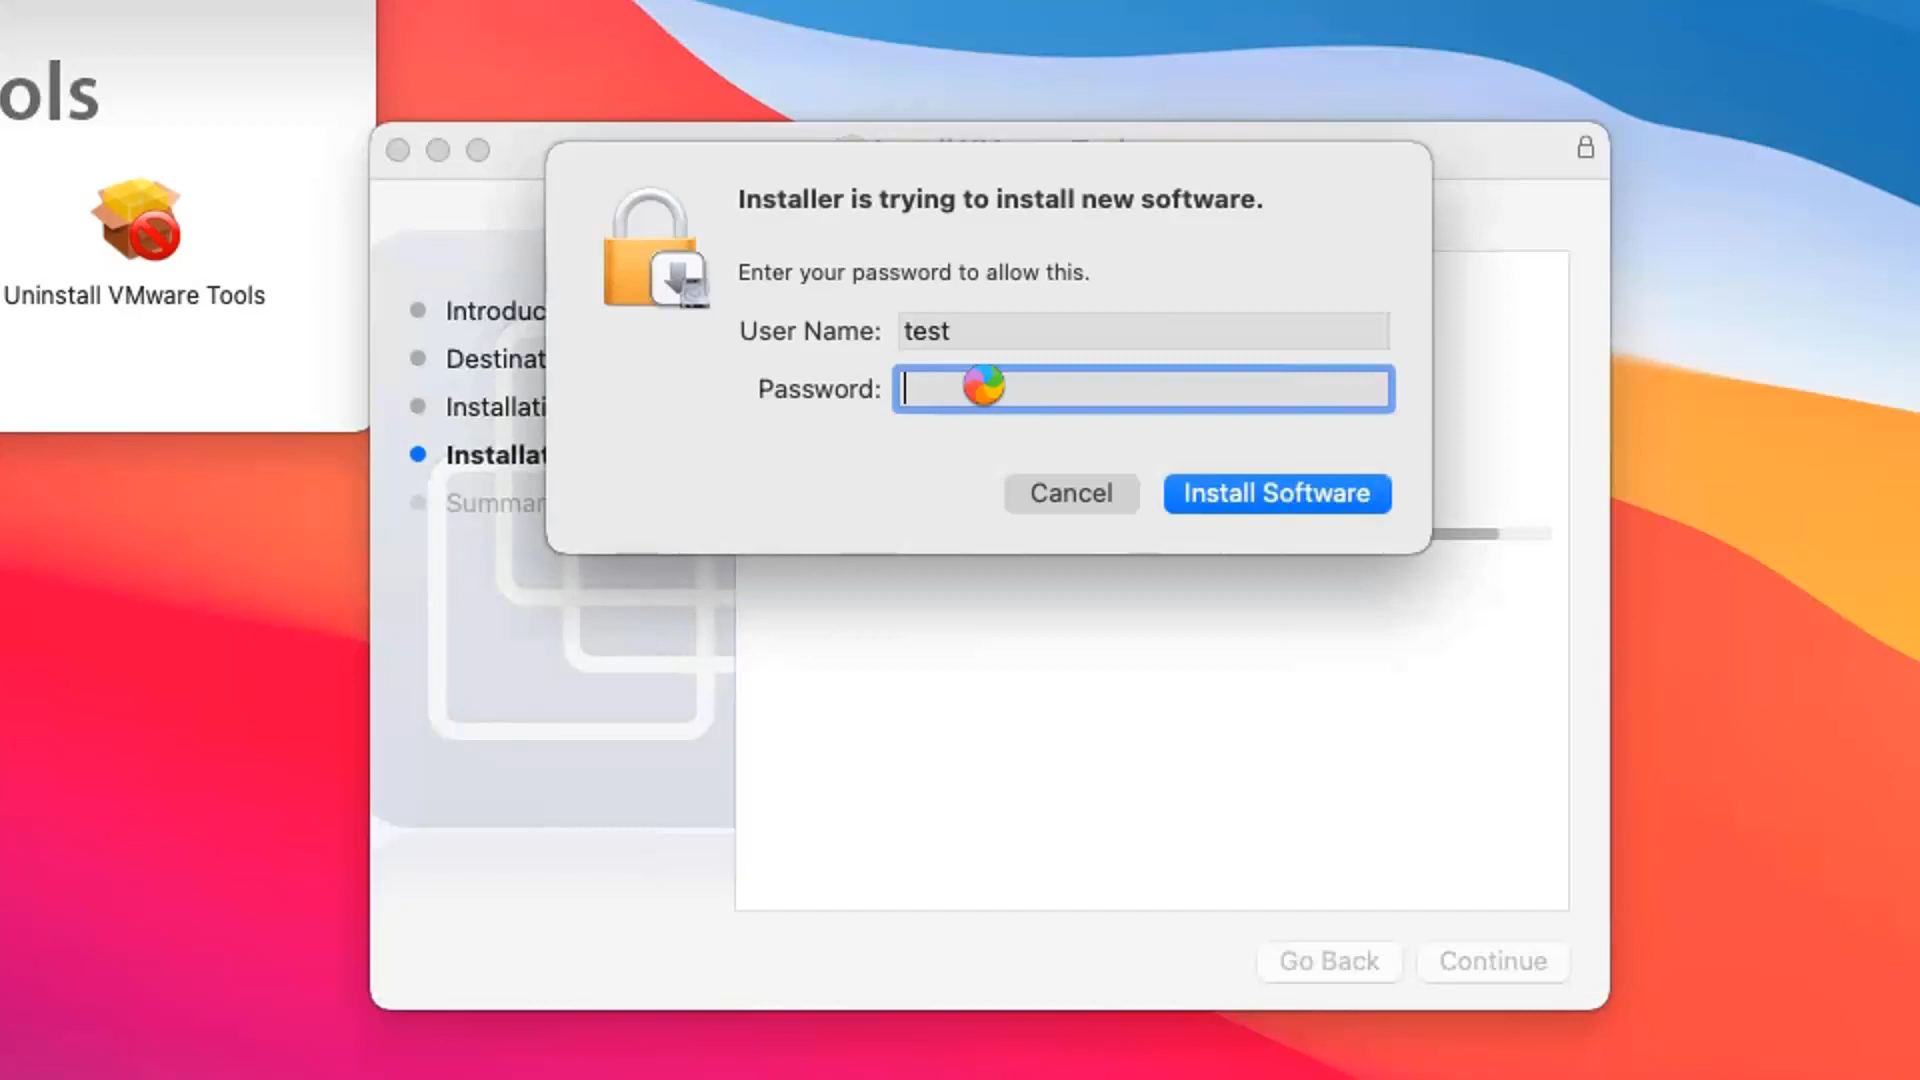 ols
Uninstall VMware Tools
Installer is trying to install new software.
Enter your password to allow this.
User Name: test
Password:
Cancel
Install Software
Introduc
Destinat
Installati
Installat
Summar
Go Back
Continue